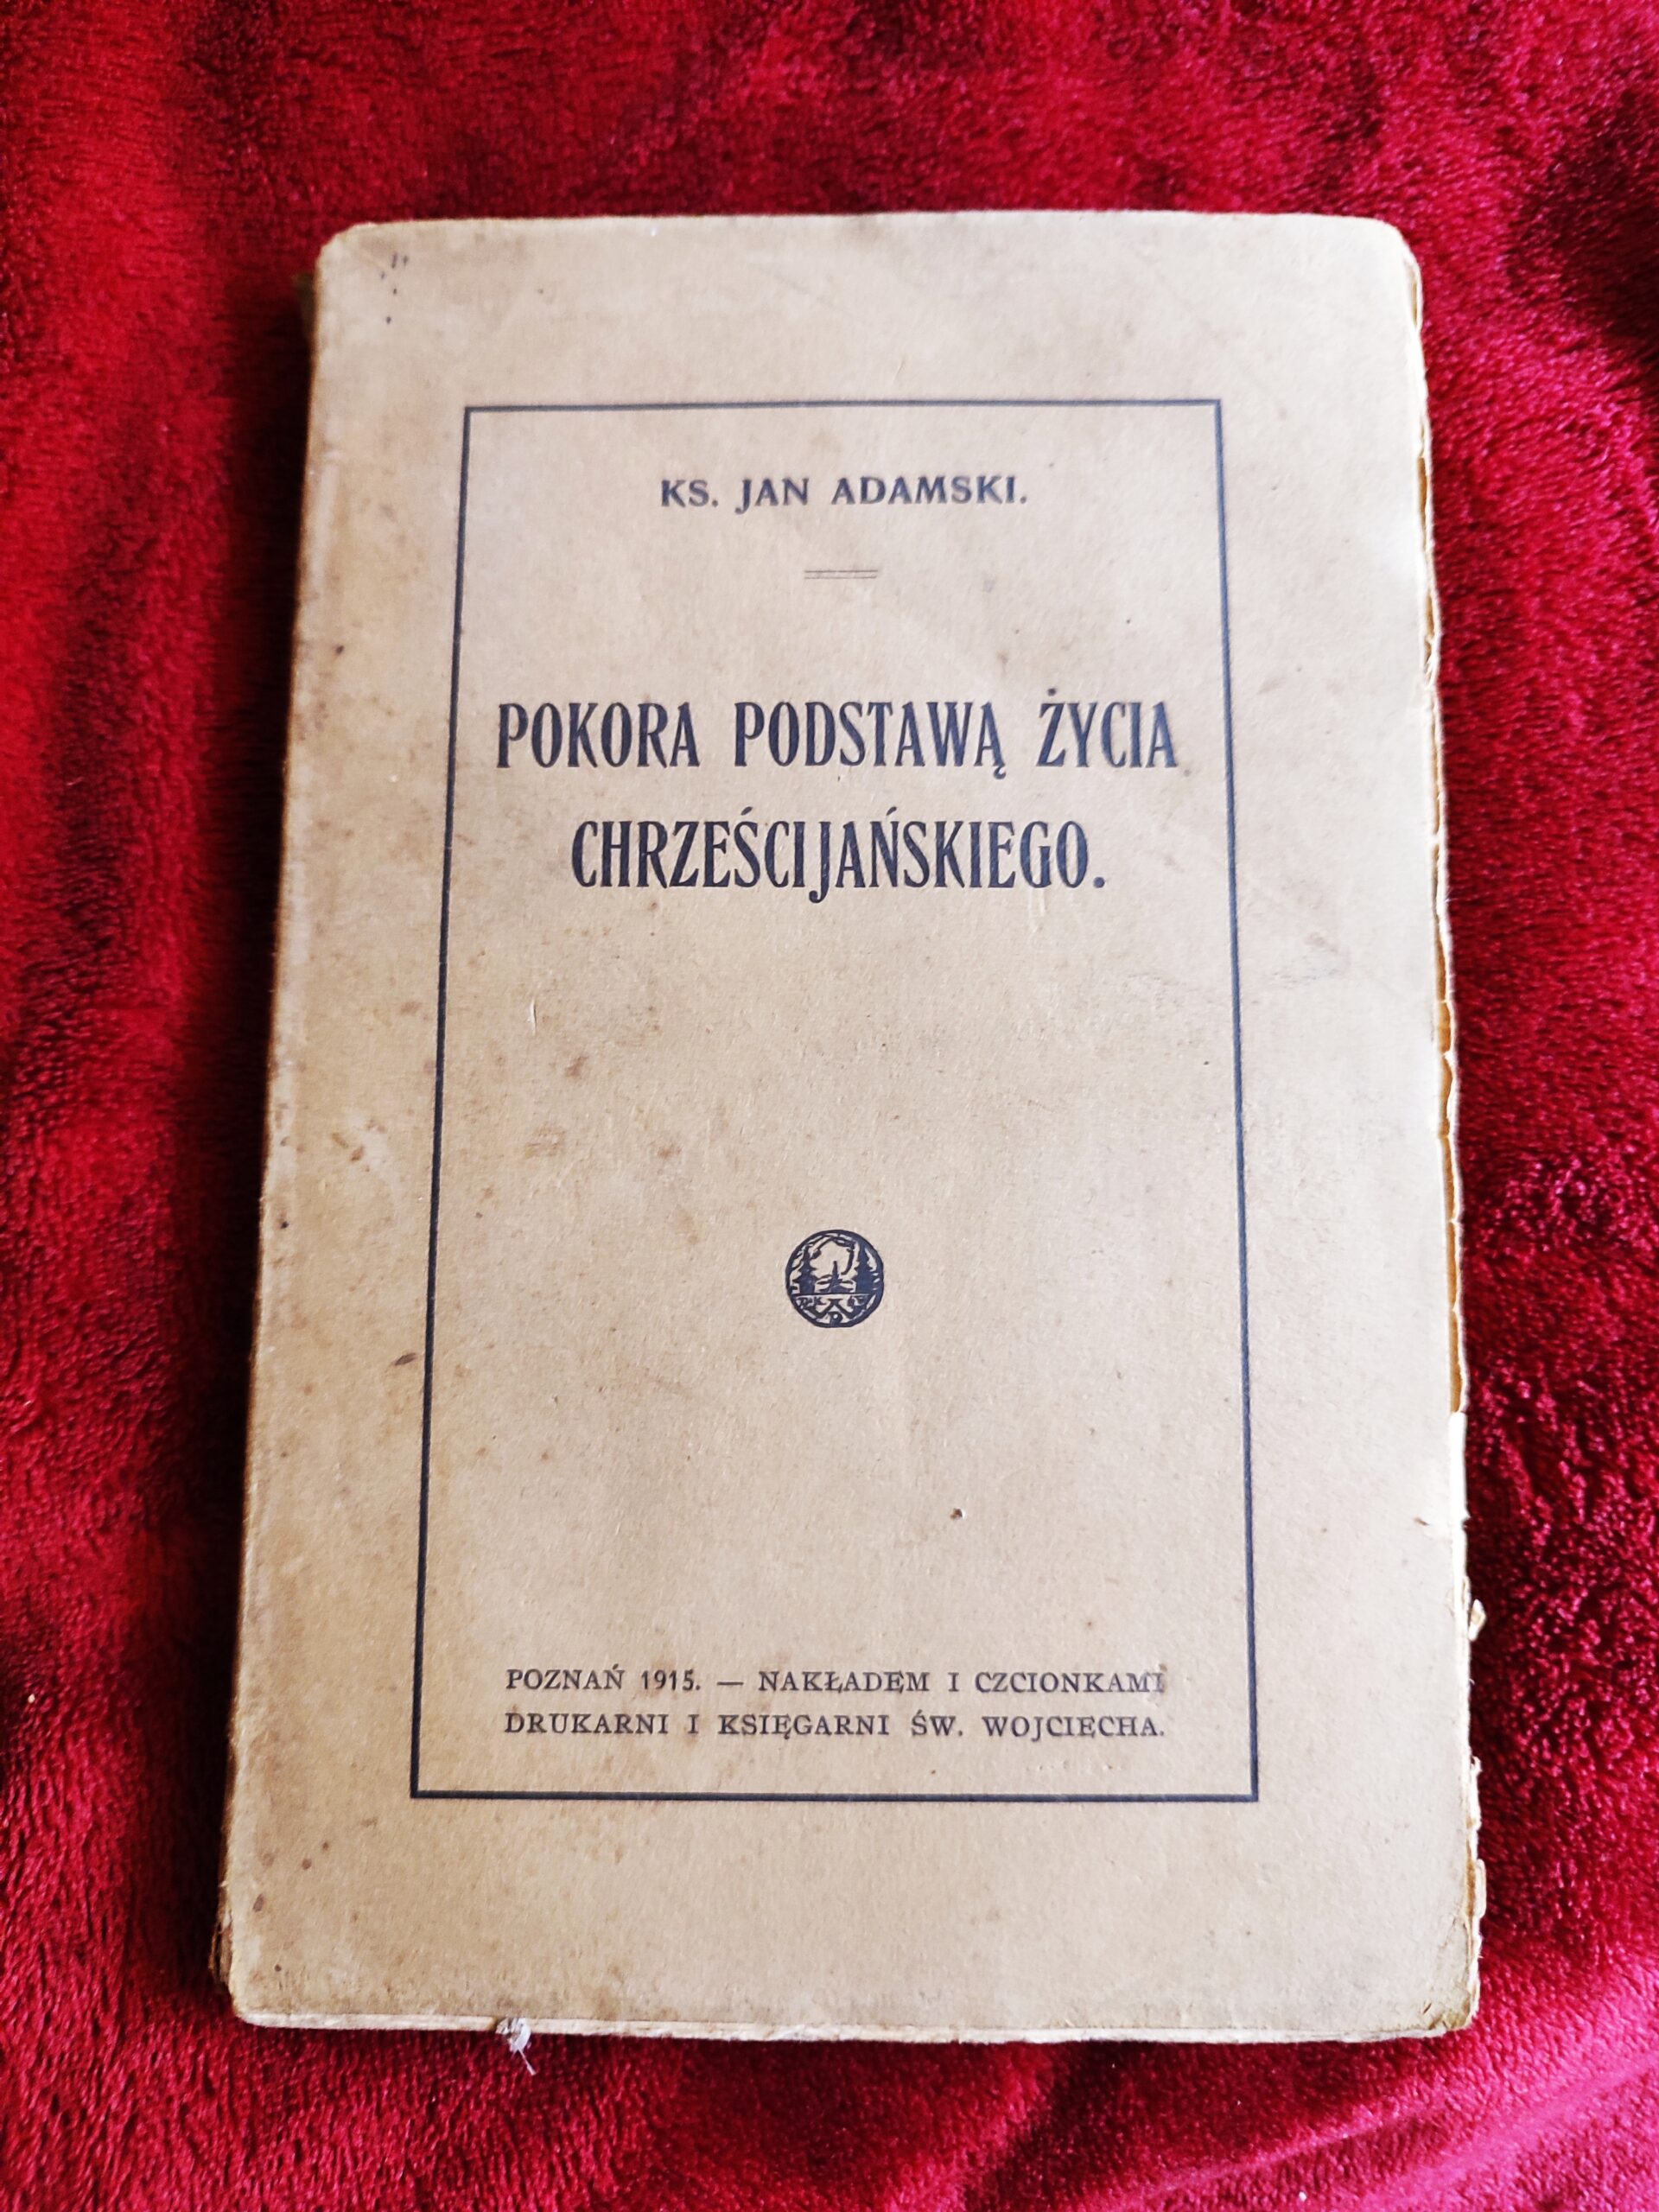 KS. JAN ADAMSKI.
POKORA PODSTAWĄ ŻYCIA
CHRZEŚCIJAŃSKIEGO.
POZNAŃ 1915. — NAKŁADEM I CZCIONKAMI
DRUKARNI I KSIĘGARNI ŚW. WOJCIECHA.